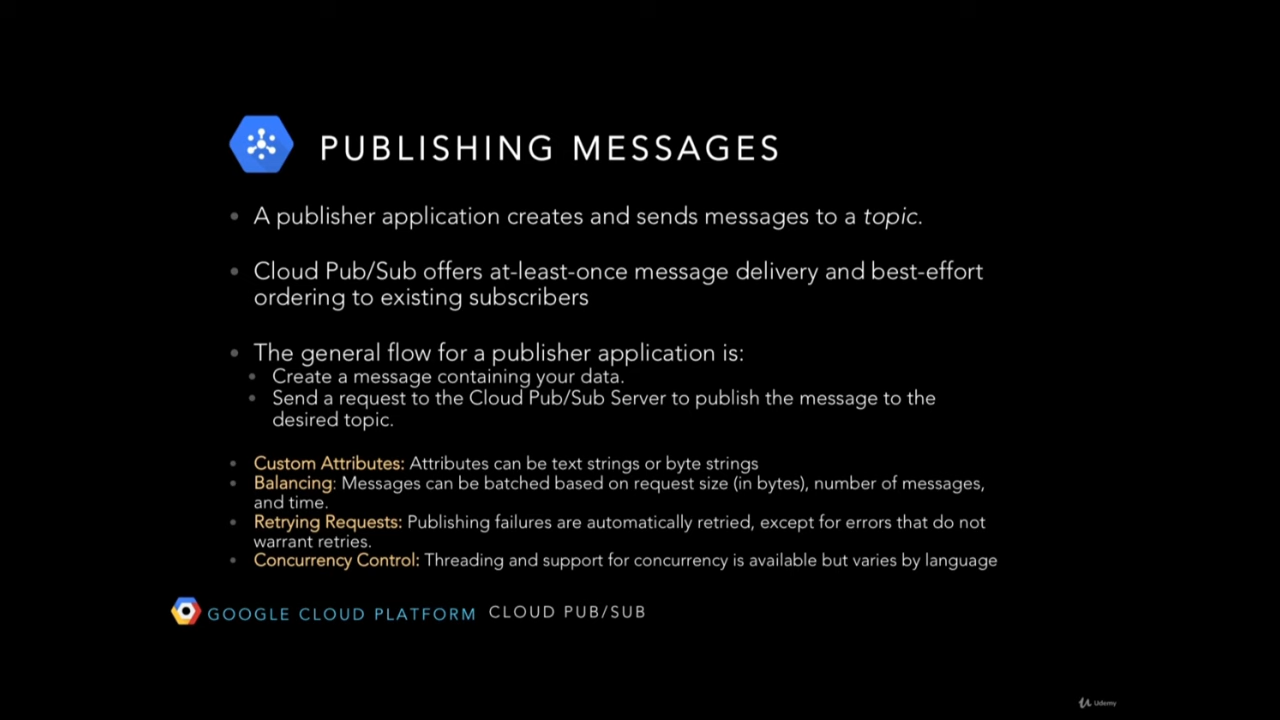 PUBLISHING MESSAGES
• A publisher application creates and sends messages to a topic.
• Cloud Pub/Sub offers at-least-once message delivery and best-effort
ordering to existing subscribers
• The general flow for a publisher application is:
• Create a message containing your data.
• Send a request to the Cloud Pub/Sub Server to publish the message to the
desired topic.
• Custom Attributes: Attributes can be text strings or byte strings
• Balancing: Messages can be batched based on request size (in bytes), number of messages,
and time.
• Retrying Requests: Publishing failures are automatically retried, except for errors that do not
warrant retries.
• Concurrency Control: Threading and support for concurrency is available but varies by language
GOOGLE CLOUD PLATFORM CLOUD PUB/SUB
Udemy